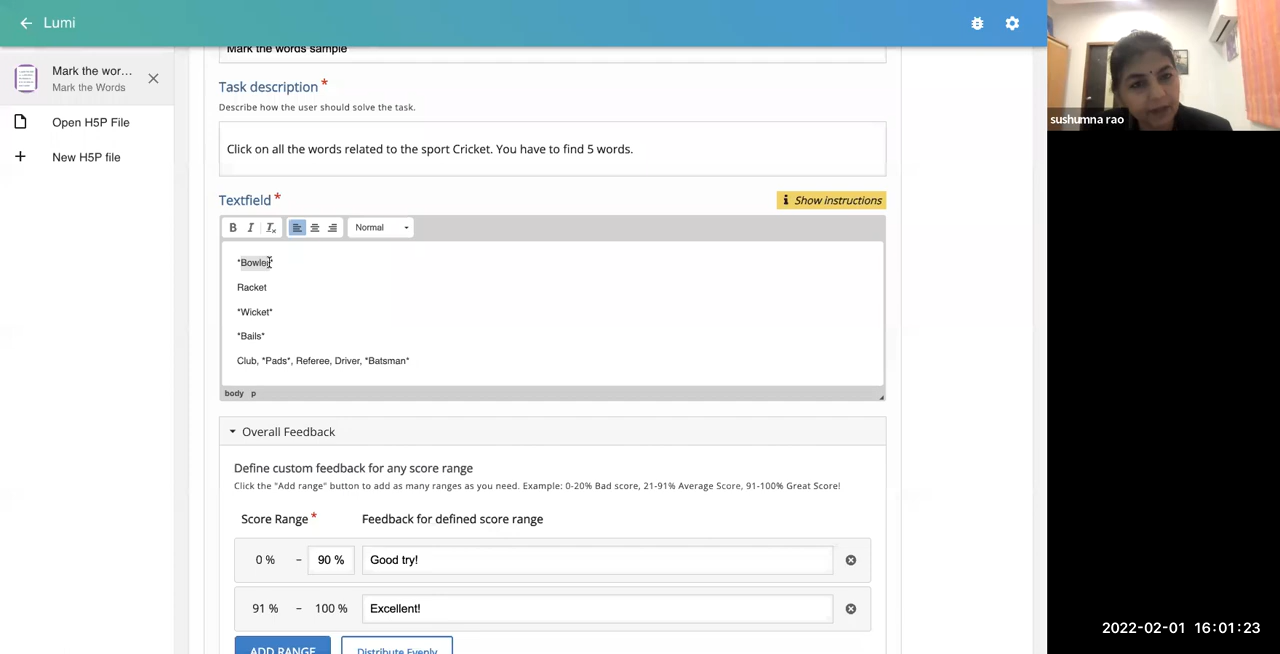 Lumi
Mark the wor...
Mark the Words
Open H5P File
New H5P file
Mark the words sample
Task description *
Describe how the user should solve the task.
Click on all the words related to the sport Cricket. You have to find 5 words.
Textfield *
Show instructions
B I Tx Normal
*Bowler*
Racket
*Wicket*
*Bails*
Club, *Pads*, Referee, Driver, *Batsman*
body p
Overall Feedback
Define custom feedback for any score range
Click the "Add range" button to add as many ranges as you need. Example: 0-20% Bad score, 21-91% Average Score, 91-100% Great Score!
Score Range * Feedback for defined score range
0 % – 90 % Good try!
91 % – 100 % Excellent!
ADD RANGE Distribute Evenly
sushumna rao
2022-02-01 16:01:23